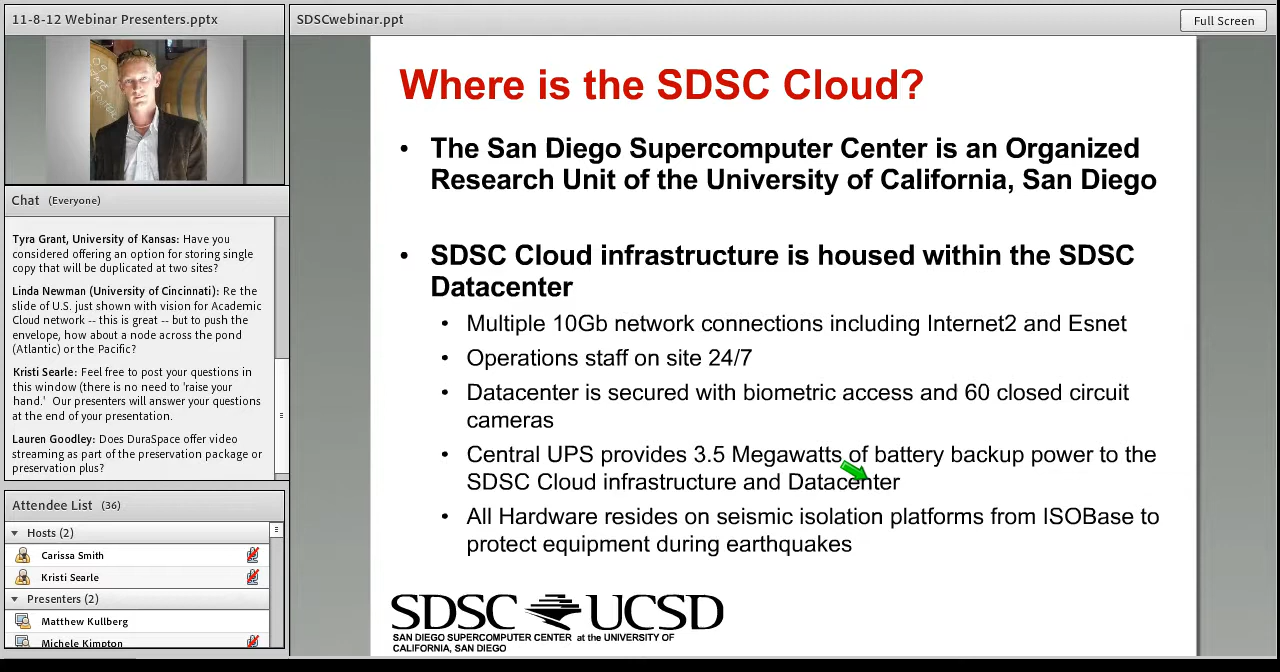 11-8-12 Webinar Presenters.pptx
Chat (Everyone)
Tyra Grant, University of Kansas: Have you
considered offering an option for storing single
copy that will be duplicated at two sites?
Linda Newman (University of Cincinnati): Re the
slide of U.S. just shown with vision for Academic
Cloud network -- this is great -- but to push the
envelope, how about a node across the pond
(Atlantic) or the Pacific?
Kristi Searle: Feel free to post your questions in
this window (there is no need to 'raise your
hand.' Our presenters will answer your questions
at the end of your presentation.
Lauren Goodley: Does DuraSpace offer video
streaming as part of the preservation package or
preservation plus?
Attendee List (36)
Hosts (2)
Carissa Smith
Kristi Searle
Presenters (2)
Matthew Kullberg
Michele Kimpton
SDSCwebinar.ppt
Full Screen
Where is the SDSC Cloud?
• The San Diego Supercomputer Center is an Organized
Research Unit of the University of California, San Diego
• SDSC Cloud infrastructure is housed within the SDSC
Datacenter
• Multiple 10Gb network connections including Internet2 and Esnet
• Operations staff on site 24/7
• Datacenter is secured with biometric access and 60 closed circuit
cameras
• Central UPS provides 3.5 Megawatts of battery backup power to the
SDSC Cloud infrastructure and Datacenter
• All Hardware resides on seismic isolation platforms from ISOBase to
protect equipment during earthquakes
SDSC UCSD
SAN DIEGO SUPERCOMPUTER CENTER at the UNIVERSITY OF
CALIFORNIA, SAN DIEGO